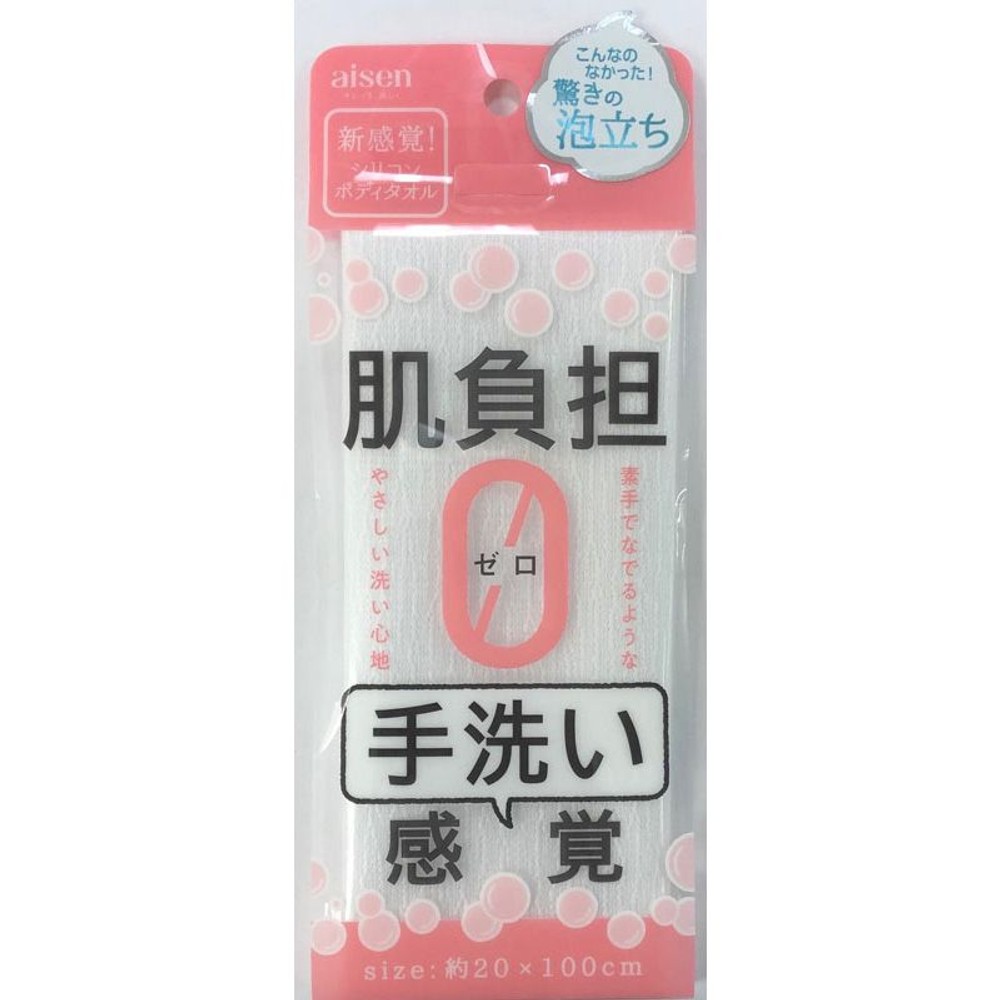 aisen
新感覚!
シリコン
ボディタオル
こんなの
なかった!
驚きの
泡立ち
肌負担
0
ゼロ
素手でなでるような
やさしい洗い心地
手洗い
感覚
size:約20×100cm